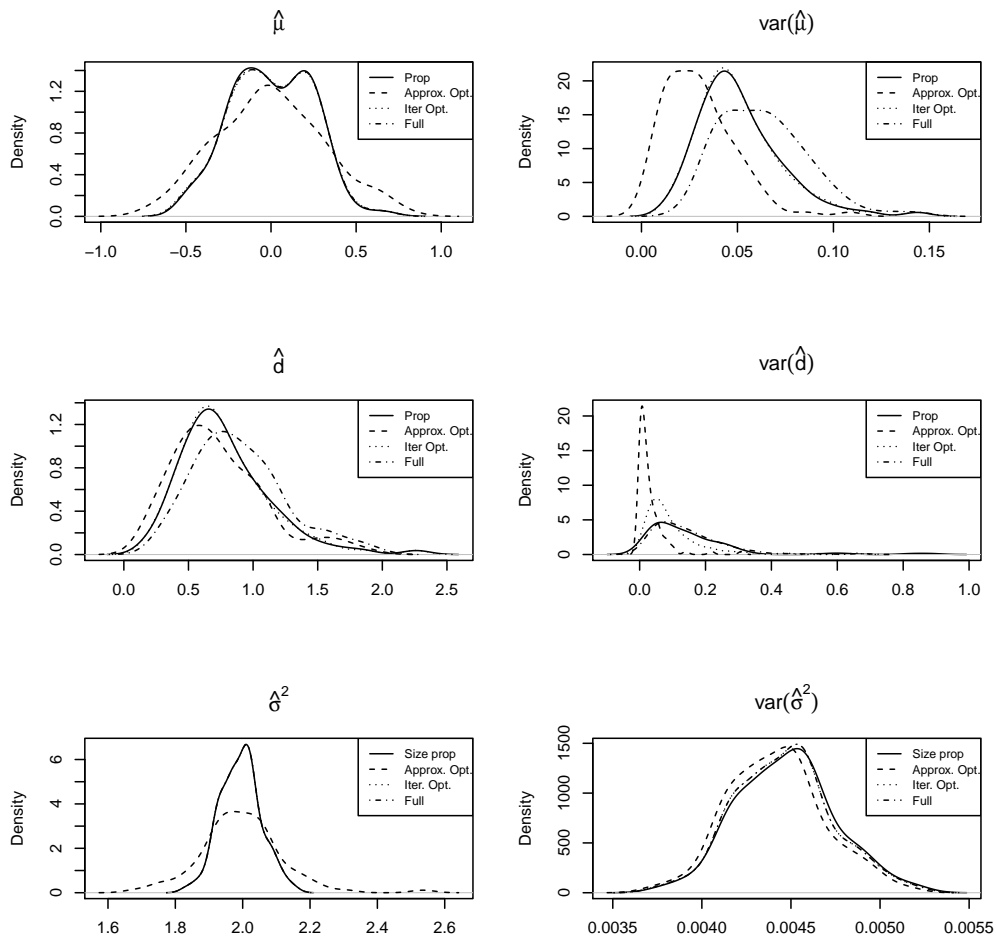 μ̂
Density
0.0 0.4 0.8 1.2
−1.0 −0.5 0.0 0.5 1.0
Prop
Approx. Opt.
Iter Opt.
Full
var(μ̂)
Density
0 5 10 15 20
0.00 0.05 0.10 0.15
Prop
Approx. Opt.
Iter Opt.
Full
d̂
Density
0.0 0.4 0.8 1.2
0.0 0.5 1.0 1.5 2.0 2.5
Prop
Approx. Opt.
Iter Opt.
Full
var(d̂)
Density
0 5 10 15 20
0.0 0.2 0.4 0.6 0.8 1.0
Prop
Approx. Opt.
Iter Opt.
Full
σ̂²
Density
0 2 4 6
1.6 1.8 2.0 2.2 2.4 2.6
Size prop
Approx. Opt.
Iter. Opt.
Full
var(σ̂²)
Density
0 500 1000 1500
0.0035 0.0040 0.0045 0.0050 0.0055
Size prop
Approx. Opt.
Iter. Opt.
Full